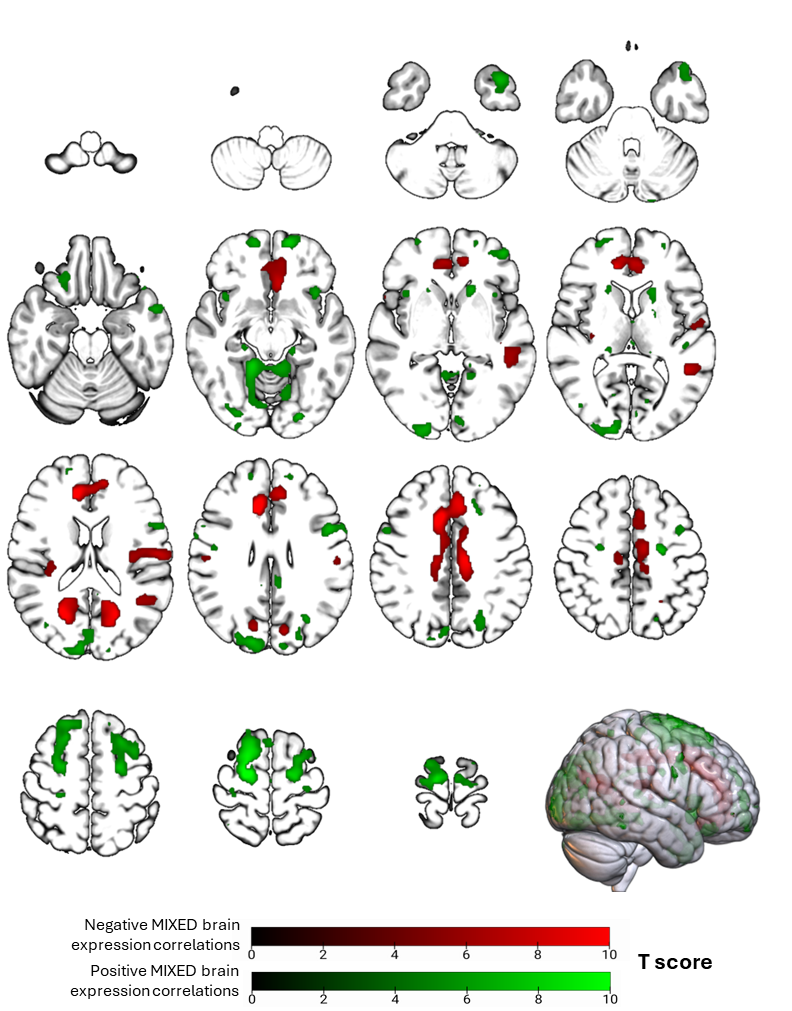 Negative MIXED brain
expression correlations
0 2 4 6 8 10
Positive MIXED brain
expression correlations
0 2 4 6 8 10
T score